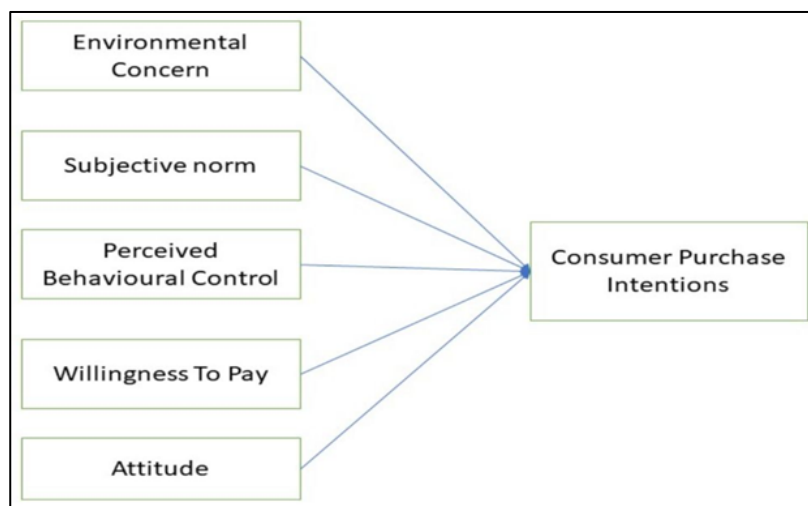 Environmental
Concern
Subjective norm
Perceived
Behavioural Control
Willingness To Pay
Attitude
Consumer Purchase
Intentions